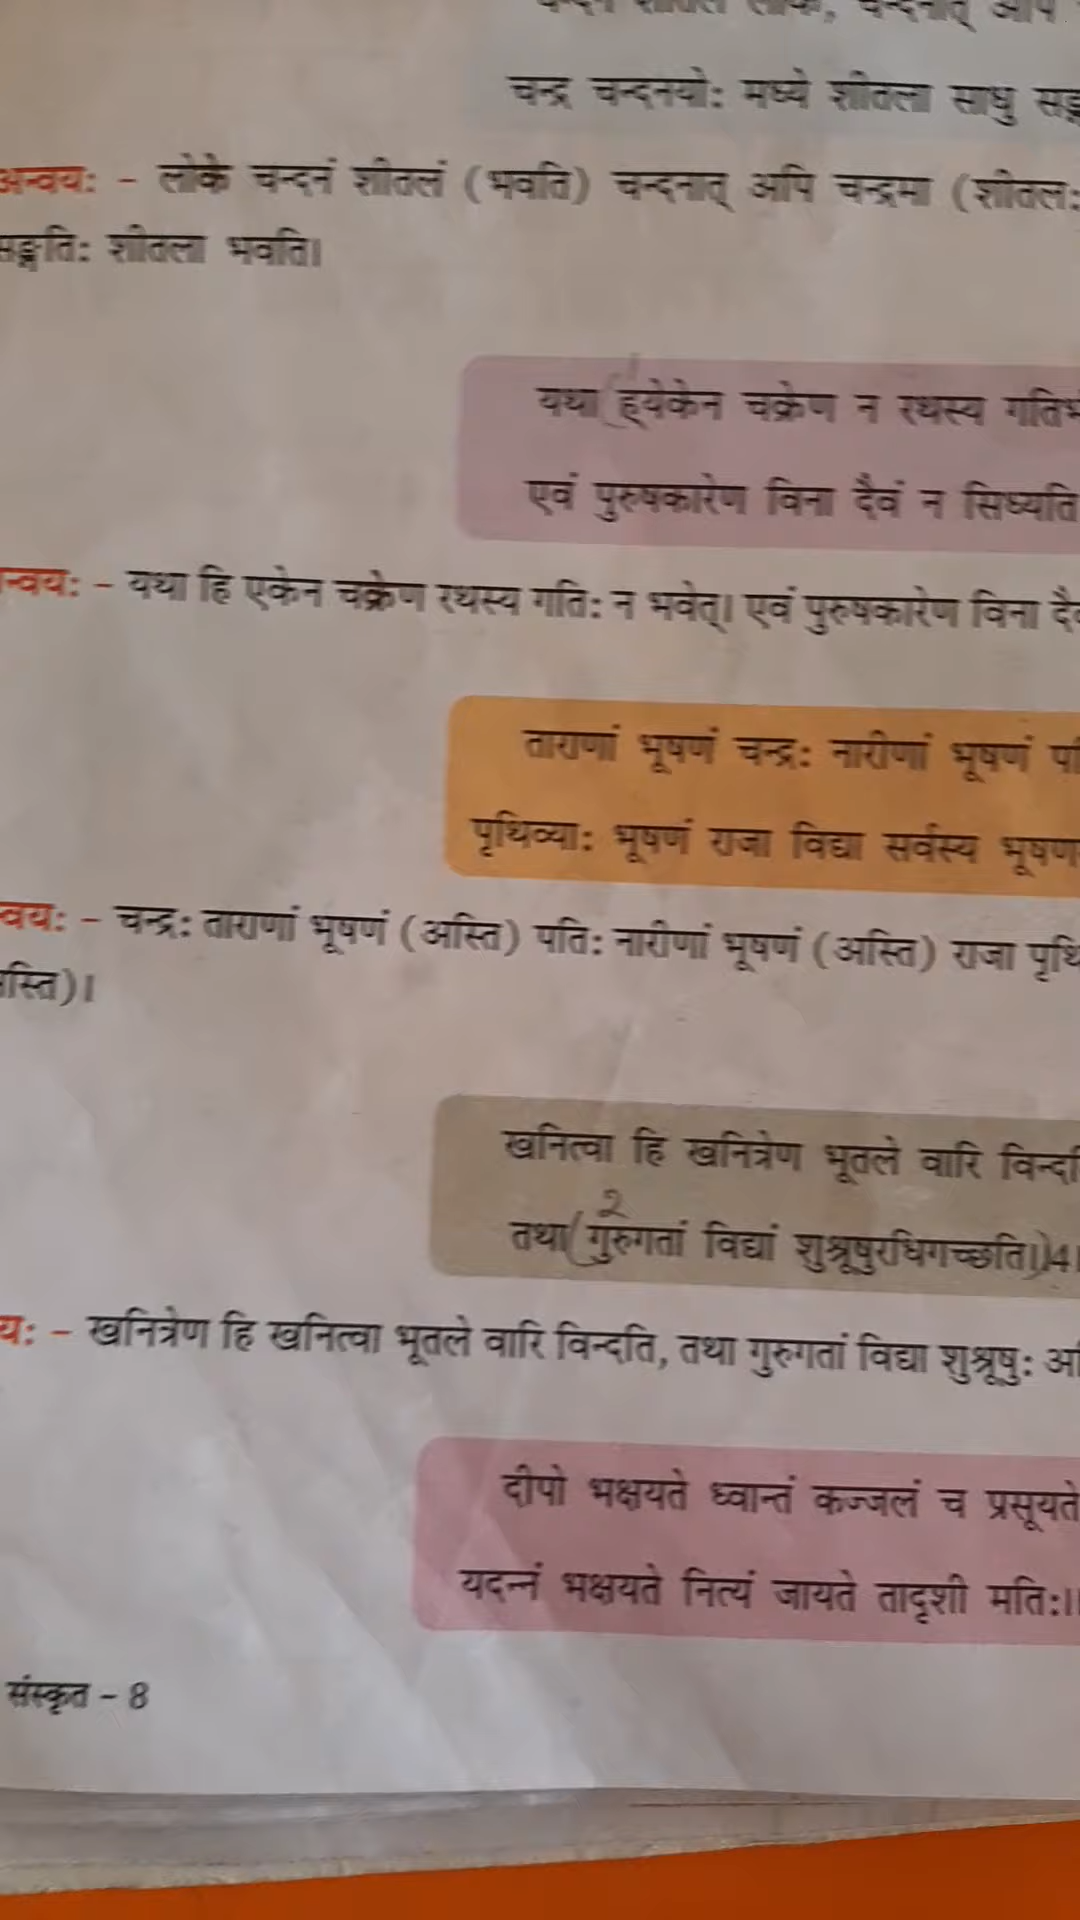 चन्द्र चन्दनयोः मध्ये शीतला साधु
अन्वयः - लोके चन्दनं शीतलं (भवति) चन्दनात् अपि चन्द्रमा (शीतलः
सङ्गतिः शीतला भवति।
यथा (ह्येकेन चक्रेण न रथस्य
एवं पुरुषकारेण विना दैवं न सिध्यति
न्वयः - यथा हि एकेन चक्रेण रथस्य गतिः न भवेत्। एवं पुरुषकारेण विना
ताराणां भूषणं चन्द्रः नारीणां भूषणं
पृथिव्याः भूषणं राजा विद्या सर्वस्य
वयः - चन्द्रः ताराणां भूषणं (अस्ति) पतिः नारीणां भूषणं (अस्ति) राजा
स्ति)।
खनित्वा हि खनित्रेण भूतले वारि
2
तथा (गुरुगतां विद्यां शुश्रूषुरधिगच्छति।)4।
यः - खनित्रेण हि खनित्वा भूतले वारि विन्दति, तथा गुरुगतां विद्या शुश्रूषुः
दीपो भक्षयते ध्वान्तं कज्जलं च प्रसूयते
यदन्नं भक्षयते नित्यं जायते तादृशी मतिः।।
संस्कृत - 8